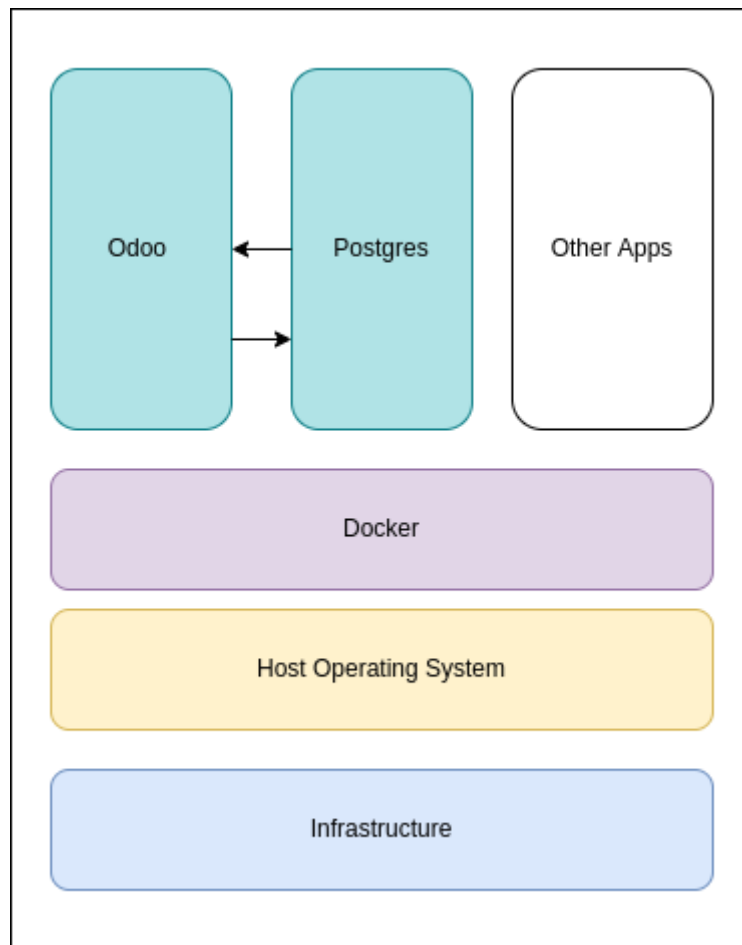 Odoo
Postgres
Other Apps
Docker
Host Operating System
Infrastructure